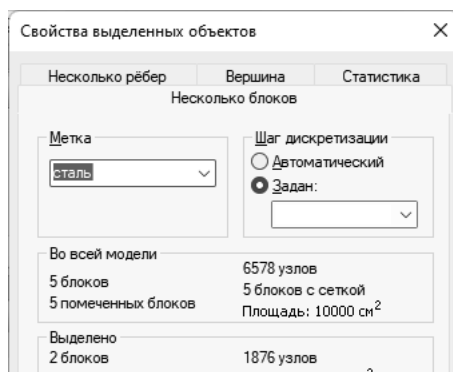 Свойства выделенных объектов
Несколько рёбер Вершина Статистика
Несколько блоков
Метка
сталь
Шаг дискретизации
Автоматический
Задан:
Во всей модели
5 блоков
5 помеченных блоков
6578 узлов
5 блоков с сеткой
Площадь: 10000 см²
Выделено
2 блоков 1876 узлов